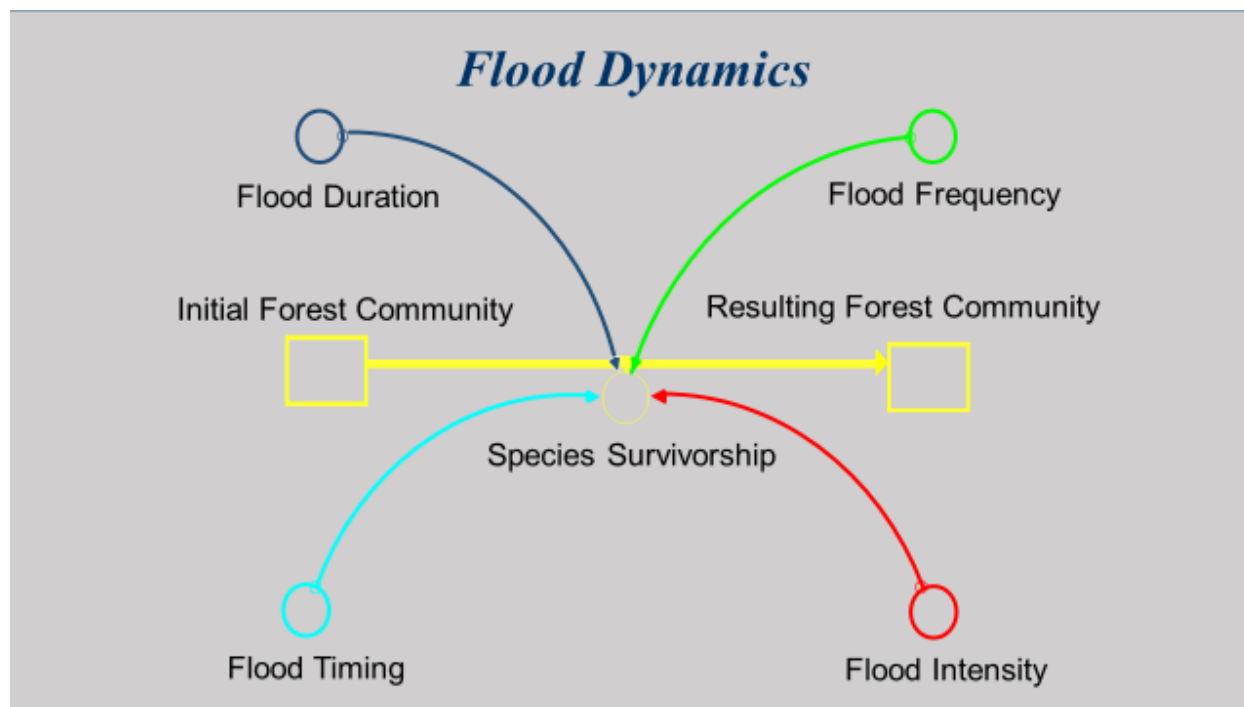 Flood Dynamics
Flood Duration
Flood Frequency
Initial Forest Community
Resulting Forest Community
Species Survivorship
Flood Timing
Flood Intensity